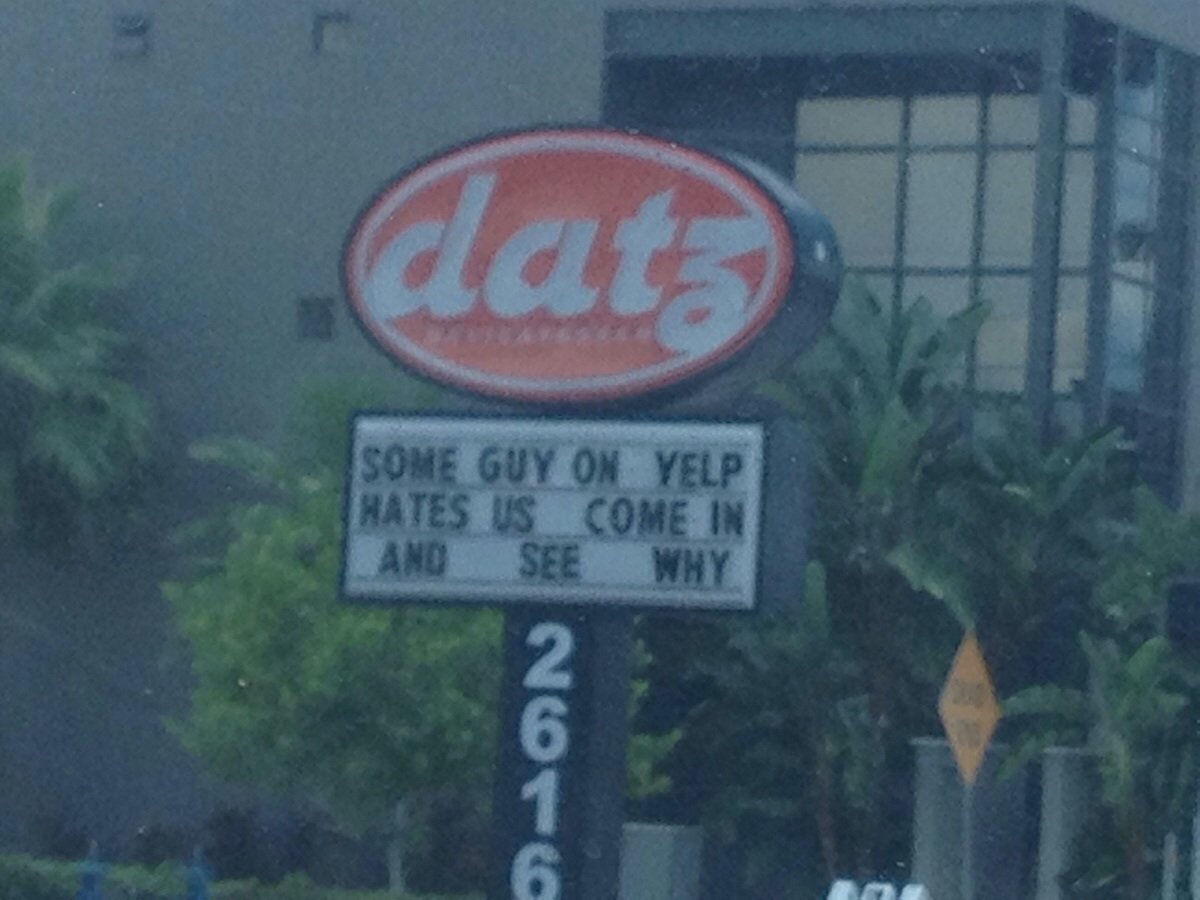 datz
SOME GUY ON YELP
HATES US COME IN
AND SEE WHY
2616